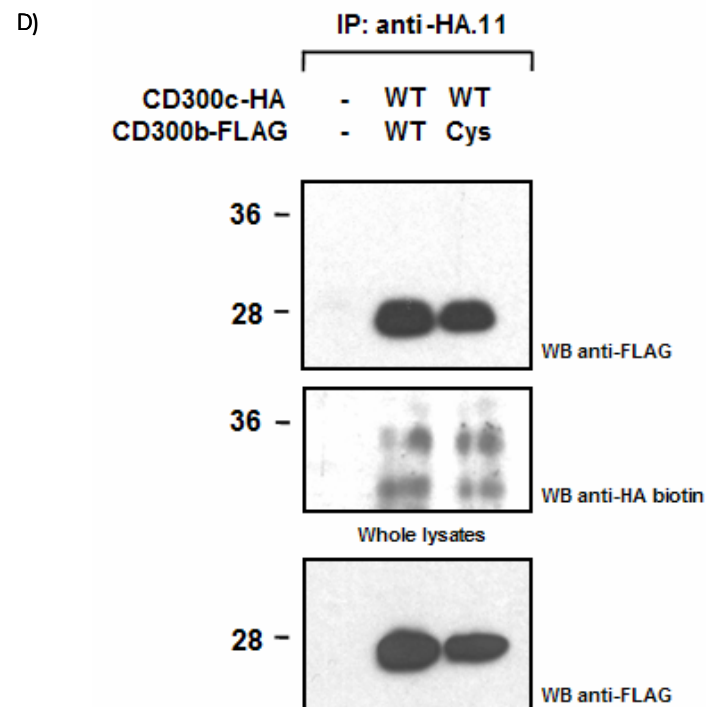 D)
IP: anti-HA.11
CD300c-HA - WT WT
CD300b-FLAG - WT Cys
36 –
28 –
WB anti-FLAG
36 –
WB anti-HA biotin
Whole lysates
28 –
WB anti-FLAG